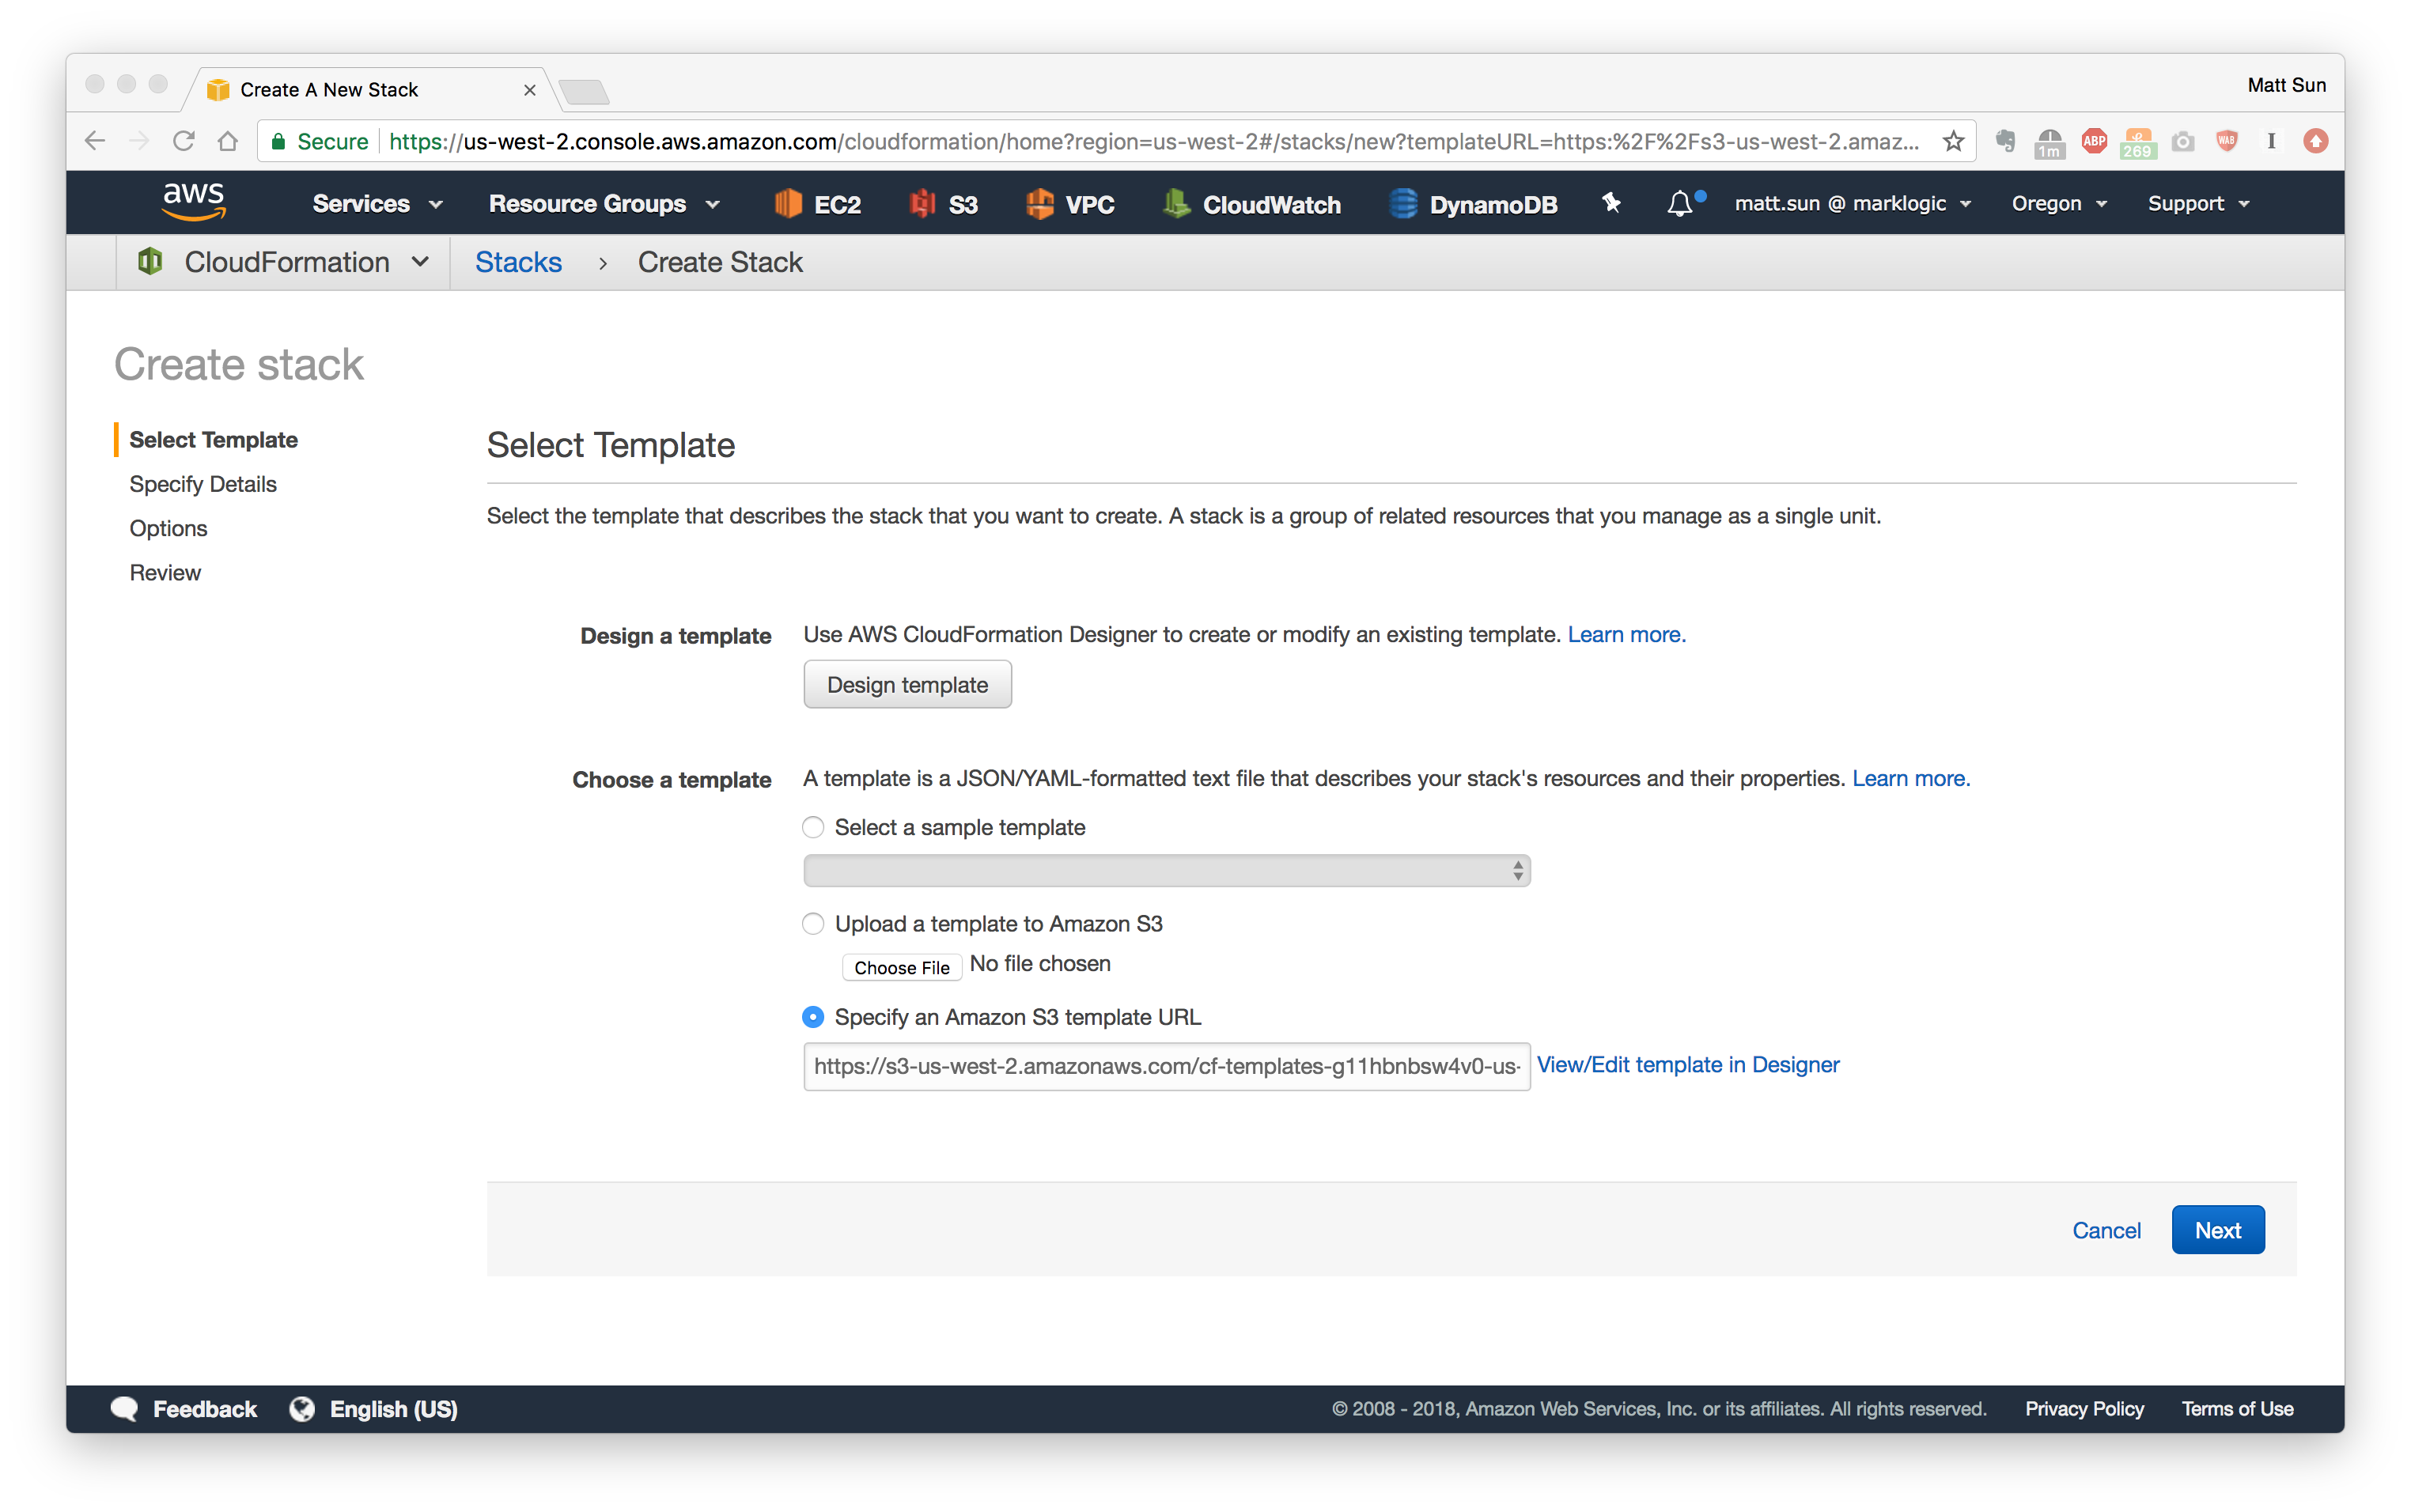 Create A New Stack
Matt Sun
Secure
https://us-west-2.console.aws.amazon.com/cloudformation/home?region=us-west-2#/stacks/new?templateURL=https:%2F%2Fs3-us-west-2.amaz...
1m
ABP
269
WAB
I
aws
Services
Resource Groups
EC2
S3
VPC
CloudWatch
DynamoDB
matt.sun @ marklogic
Oregon
Support
CloudFormation
Stacks
Create Stack
Create stack
Select Template
Specify Details
Options
Review
Select Template
Select the template that describes the stack that you want to create. A stack is a group of related resources that you manage as a single unit.
Design a template
Use AWS CloudFormation Designer to create or modify an existing template. Learn more.
Design template
Choose a template
A template is a JSON/YAML-formatted text file that describes your stack's resources and their properties. Learn more.
Select a sample template
Upload a template to Amazon S3
Choose File No file chosen
Specify an Amazon S3 template URL
https://s3-us-west-2.amazonaws.com/cf-templates-g11hbnbsw4v0-us-
View/Edit template in Designer
Cancel
Next
Feedback
English (US)
© 2008 - 2018, Amazon Web Services, Inc. or its affiliates. All rights reserved.
Privacy Policy
Terms of Use